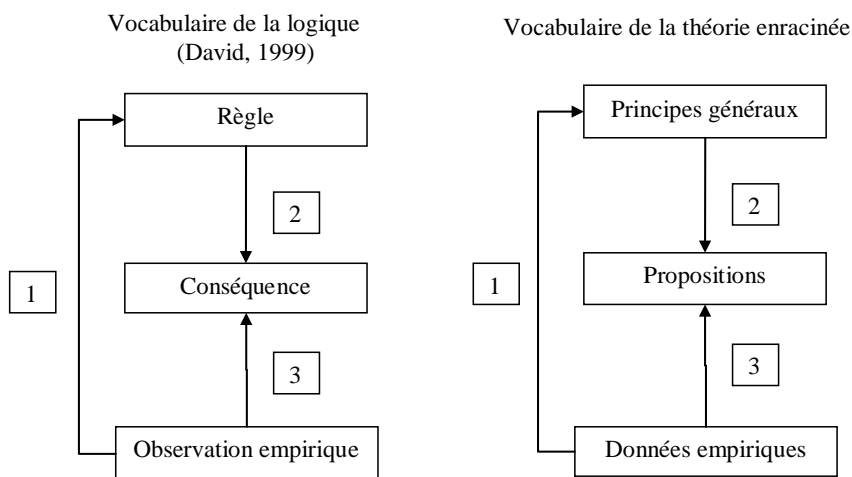 Vocabulaire de la logique
(David, 1999)
Règle
2
Conséquence
1
3
Observation empirique
Vocabulaire de la théorie enracinée
Principes généraux
2
Propositions
1
3
Données empiriques